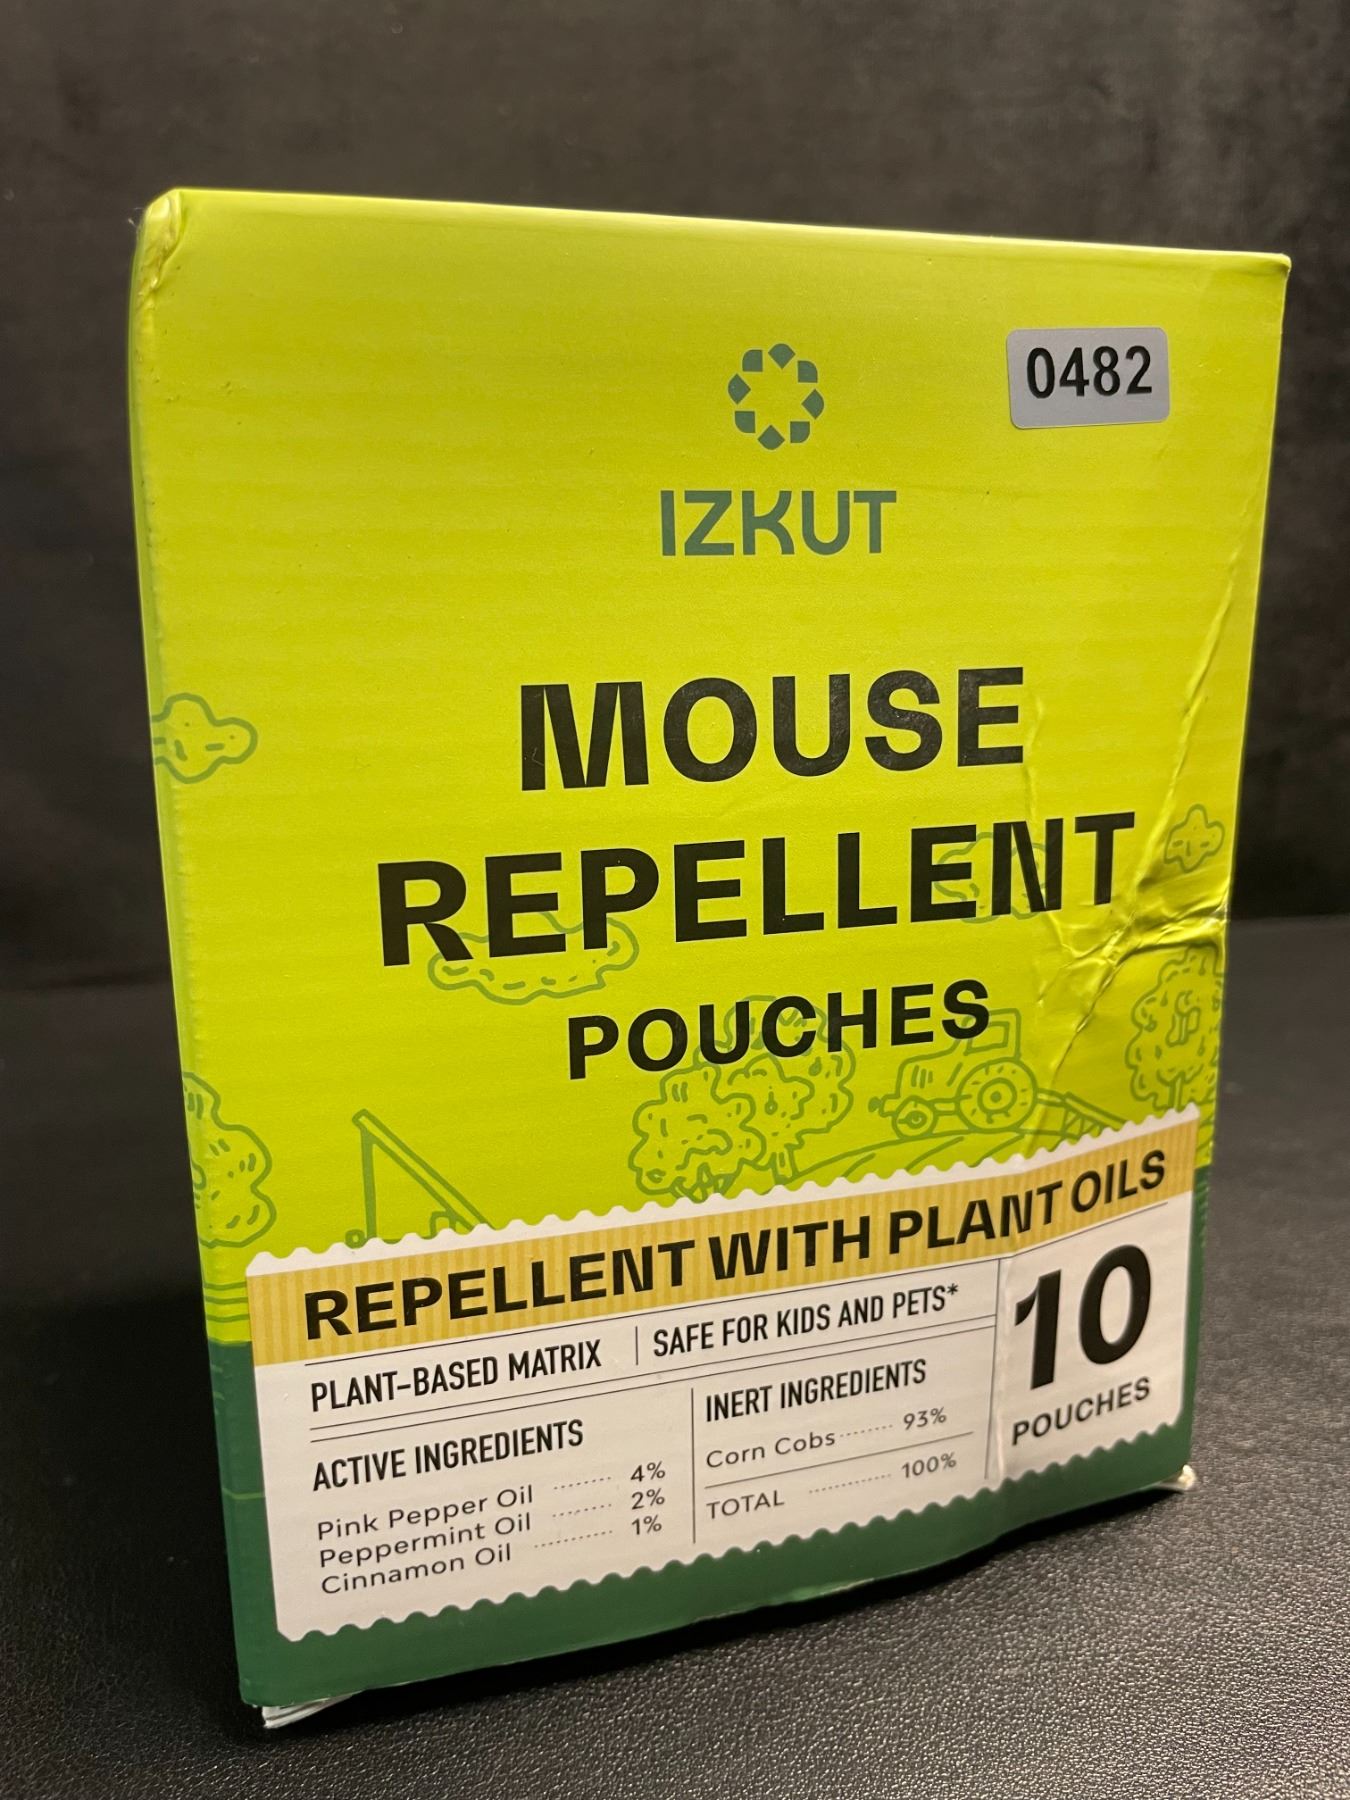 0482
IZKUT
MOUSE
REPELLENT
POUCHES
REPELLENT WITH PLANT OILS
PLANT-BASED MATRIX | SAFE FOR KIDS AND PETS*
ACTIVE INGREDIENTS
Pink Pepper Oil ........ 4%
Peppermint Oil ........ 2%
Cinnamon Oil ........... 1%
INERT INGREDIENTS
Corn Cobs ........ 93%
TOTAL ............ 100%
10
POUCHES